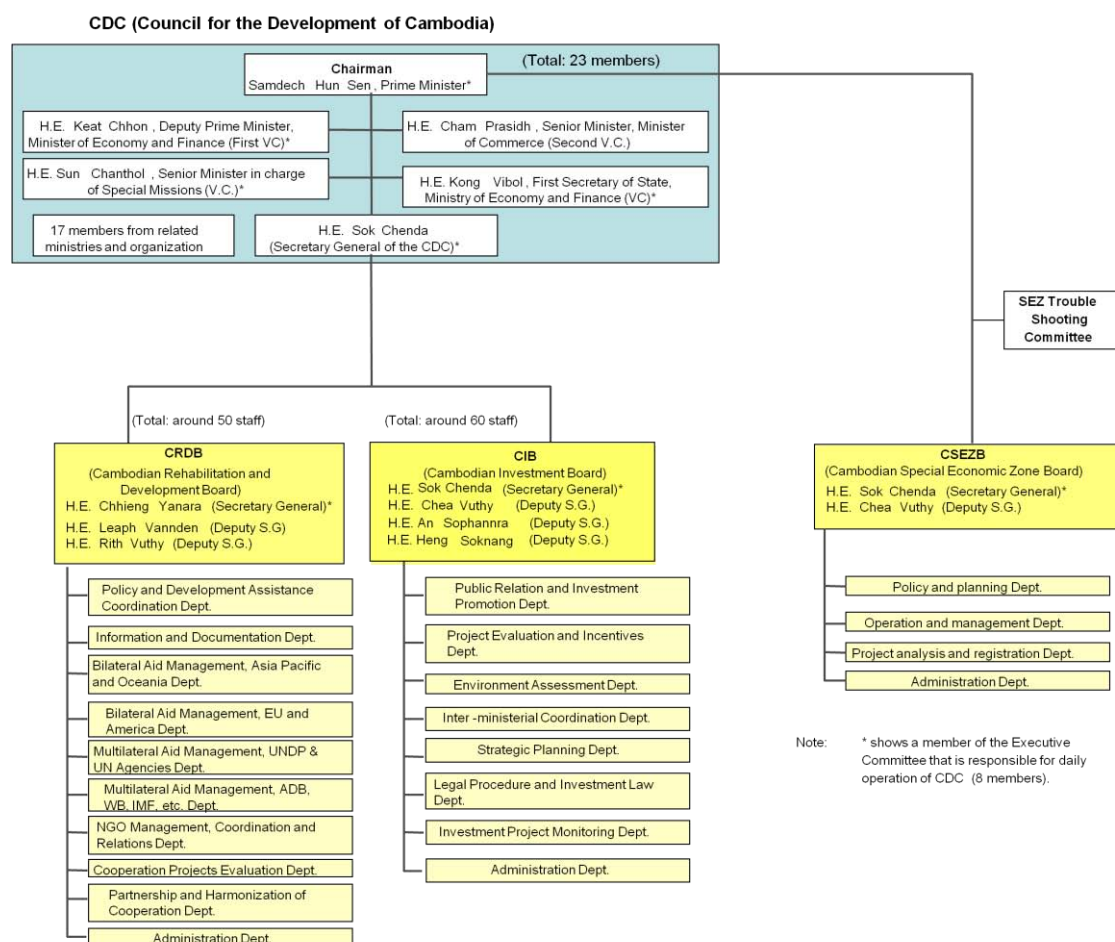 CDC (Council for the Development of Cambodia)
(Total: 23 members)
Chairman
Samdech Hun Sen , Prime Minister*
H.E. Keat Chhon , Deputy Prime Minister,
Minister of Economy and Finance (First VC)*
H.E. Cham Prasidh , Senior Minister, Minister
of Commerce (Second V.C.)
H.E. Sun Chanthol , Senior Minister in charge
of Special Missions (V.C.)*
H.E. Kong Vibol , First Secretary of State,
Ministry of Economy and Finance (VC)*
17 members from related
ministries and organization
H.E. Sok Chenda
(Secretary General of the CDC)*
SEZ Trouble
Shooting
Committee
(Total: around 50 staff)
CRDB
(Cambodian Rehabilitation and
Development Board)
H.E. Chhieng Yanara (Secretary General)*
H.E. Leaph Vannden (Deputy S.G)
H.E. Rith Vuthy (Deputy S.G.)
Policy and Development Assistance
Coordination Dept.
Information and Documentation Dept.
Bilateral Aid Management, Asia Pacific
and Oceania Dept.
Bilateral Aid Management, EU and
America Dept.
Multilateral Aid Management, UNDP &
UN Agencies Dept.
Multilateral Aid Management, ADB,
WB. IMF, etc. Dept.
NGO Management, Coordination and
Relations Dept.
Cooperation Projects Evaluation Dept.
Partnership and Harmonization of
Cooperation Dept.
Administration Dept.
(Total: around 60 staff)
CIB
(Cambodian Investment Board)
H.E. Sok Chenda (Secretary General)*
H.E. Chea Vuthy (Deputy S.G.)
H.E. An Sophannra (Deputy S.G.)
H.E. Heng Soknang (Deputy S.G.)
Public Relation and Investment
Promotion Dept.
Project Evaluation and Incentives
Dept.
Environment Assessment Dept.
Inter -ministerial Coordination Dept.
Strategic Planning Dept.
Legal Procedure and Investment Law
Dept.
Investment Project Monitoring Dept.
Administration Dept.
CSEZB
(Cambodian Special Economic Zone Board)
H.E. Sok Chenda (Secretary General)*
H.E. Chea Vuthy (Deputy S.G.)
Policy and planning Dept.
Operation and management Dept.
Project analysis and registration Dept.
Administration Dept.
Note: * shows a member of the Executive
Committee that is responsible for daily
operation of CDC (8 members).